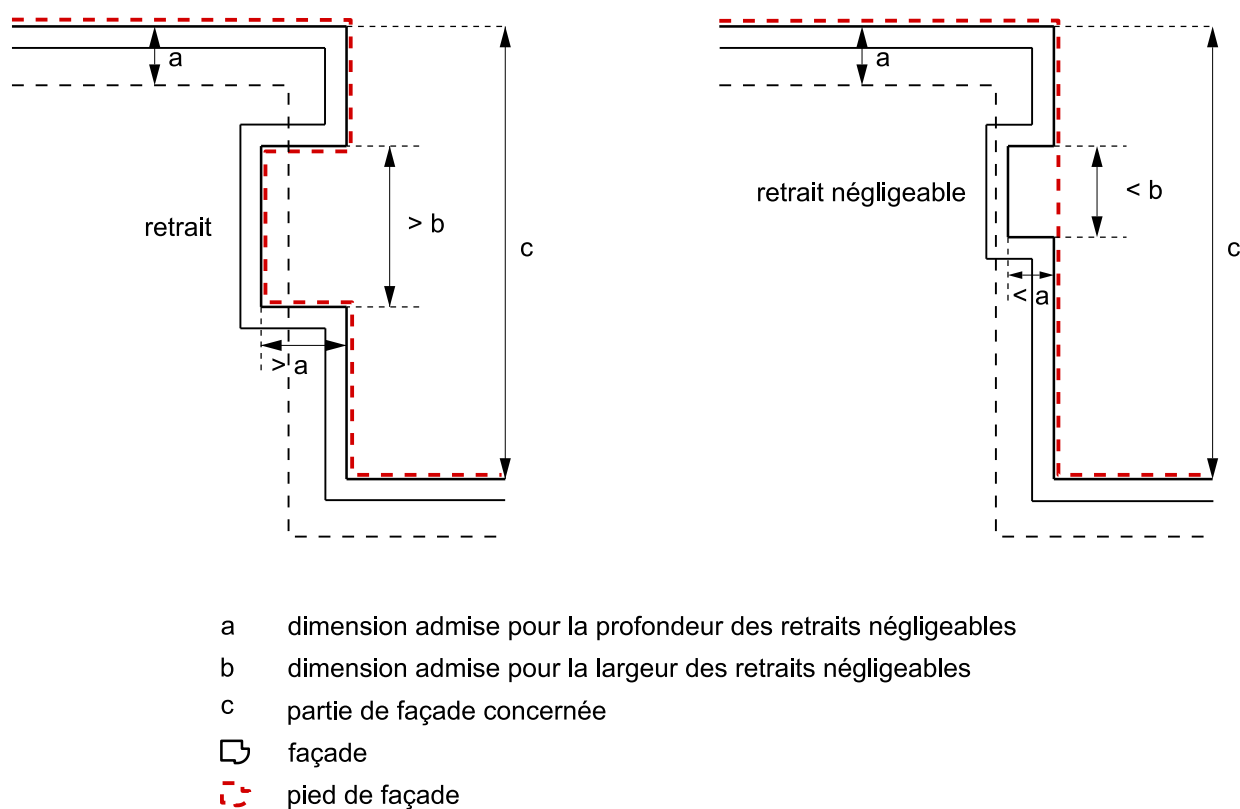 a
retrait
> b
c
> a
a
retrait négligeable
< b
c
< a
a dimension admise pour la profondeur des retraits négligeables
b dimension admise pour la largeur des retraits négligeables
c partie de façade concernée
façade
pied de façade